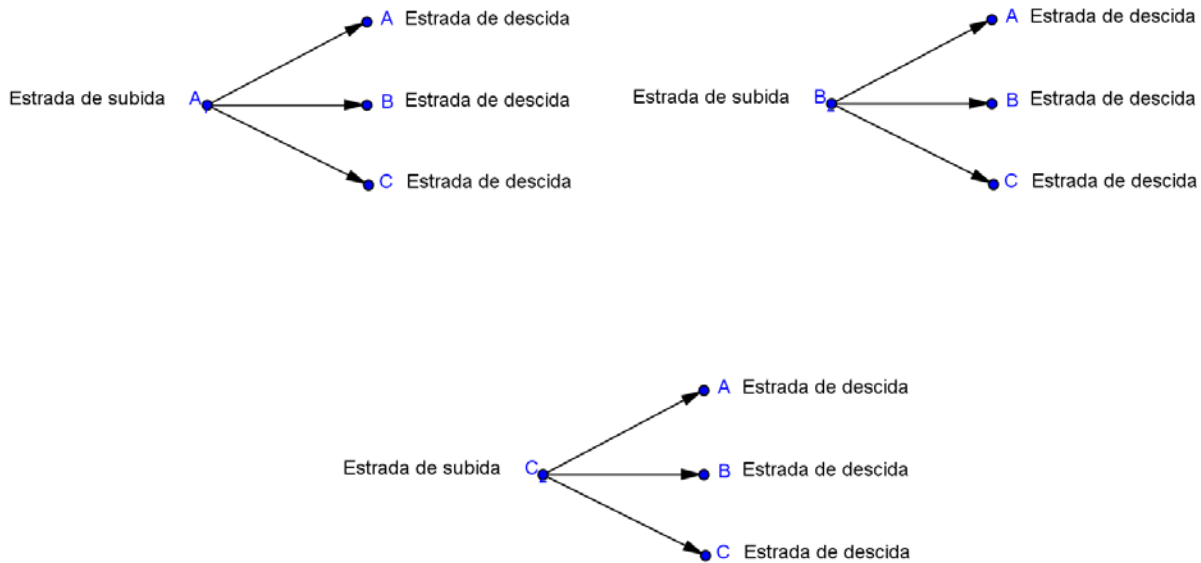 A Estrada de descida
Estrada de subida A B Estrada de descida
C Estrada de descida
A Estrada de descida
Estrada de subida B B Estrada de descida
C Estrada de descida
A Estrada de descida
Estrada de subida C B Estrada de descida
C Estrada de descida